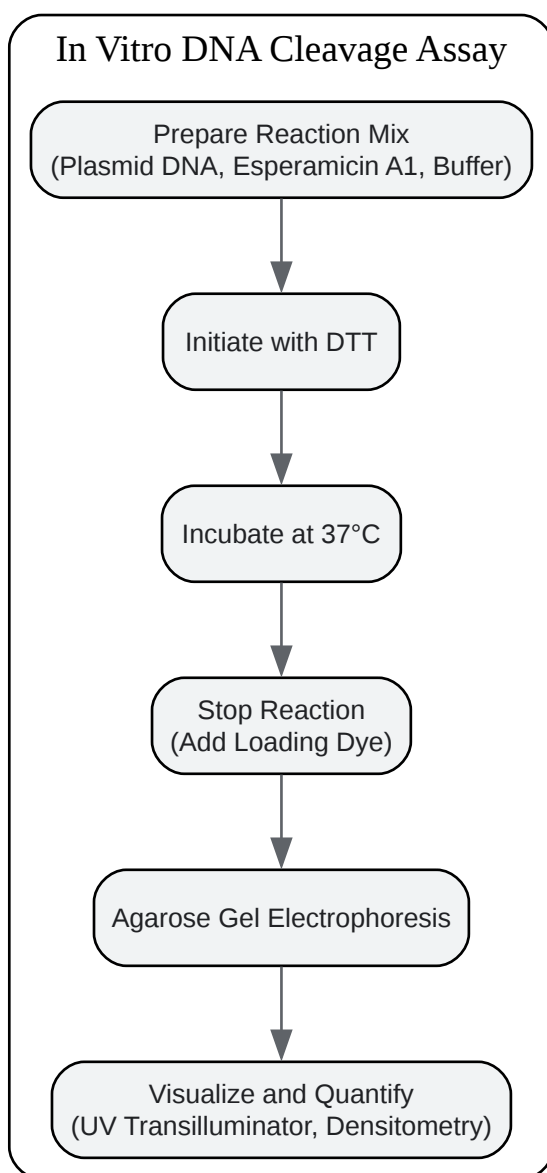 In Vitro DNA Cleavage Assay
Prepare Reaction Mix
(Plasmid DNA, Esperamicin A1, Buffer)
Initiate with DTT
Incubate at 37°C
Stop Reaction
(Add Loading Dye)
Agarose Gel Electrophoresis
Visualize and Quantify
(UV Transilluminator, Densitometry)